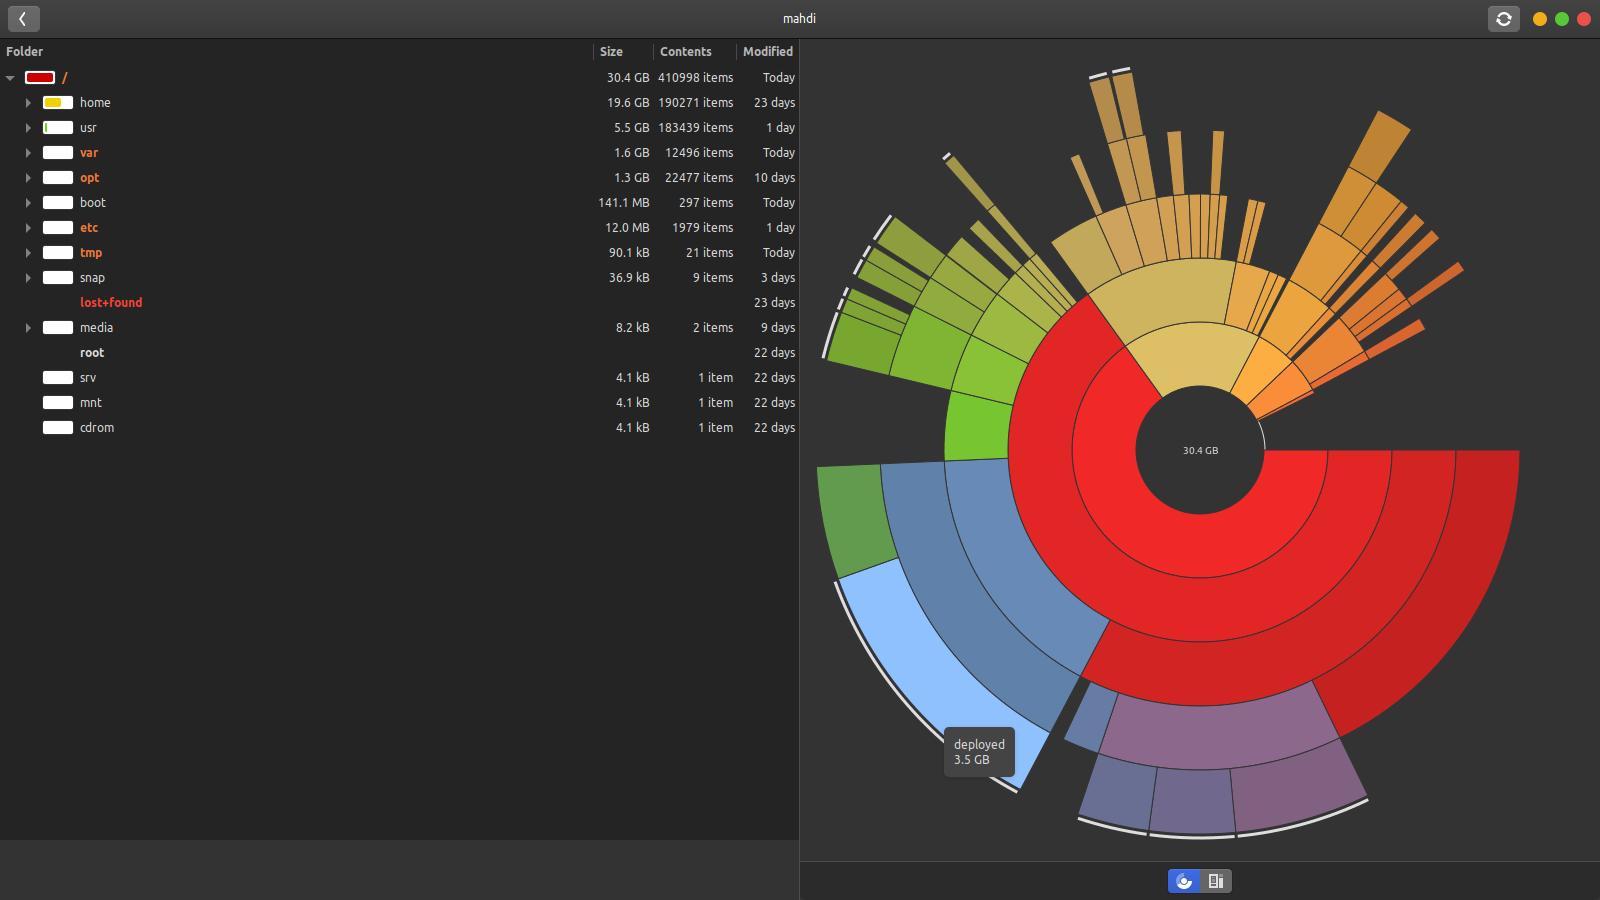 mahdi
Folder Size Contents Modified
/ 30.4 GB 410998 items Today
home 19.6 GB 190271 items 23 days
usr 5.5 GB 183439 items 1 day
var 1.6 GB 12496 items Today
opt 1.3 GB 22477 items 10 days
boot 141.1 MB 297 items Today
etc 12.0 MB 1979 items 1 day
tmp 90.1 kB 21 items Today
snap 36.9 kB 9 items 3 days
lost+found 23 days
media 8.2 kB 2 items 9 days
root 22 days
srv 4.1 kB 1 item 22 days
mnt 4.1 kB 1 item 22 days
cdrom 4.1 kB 1 item 22 days
30.4 GB
deployed
3.5 GB